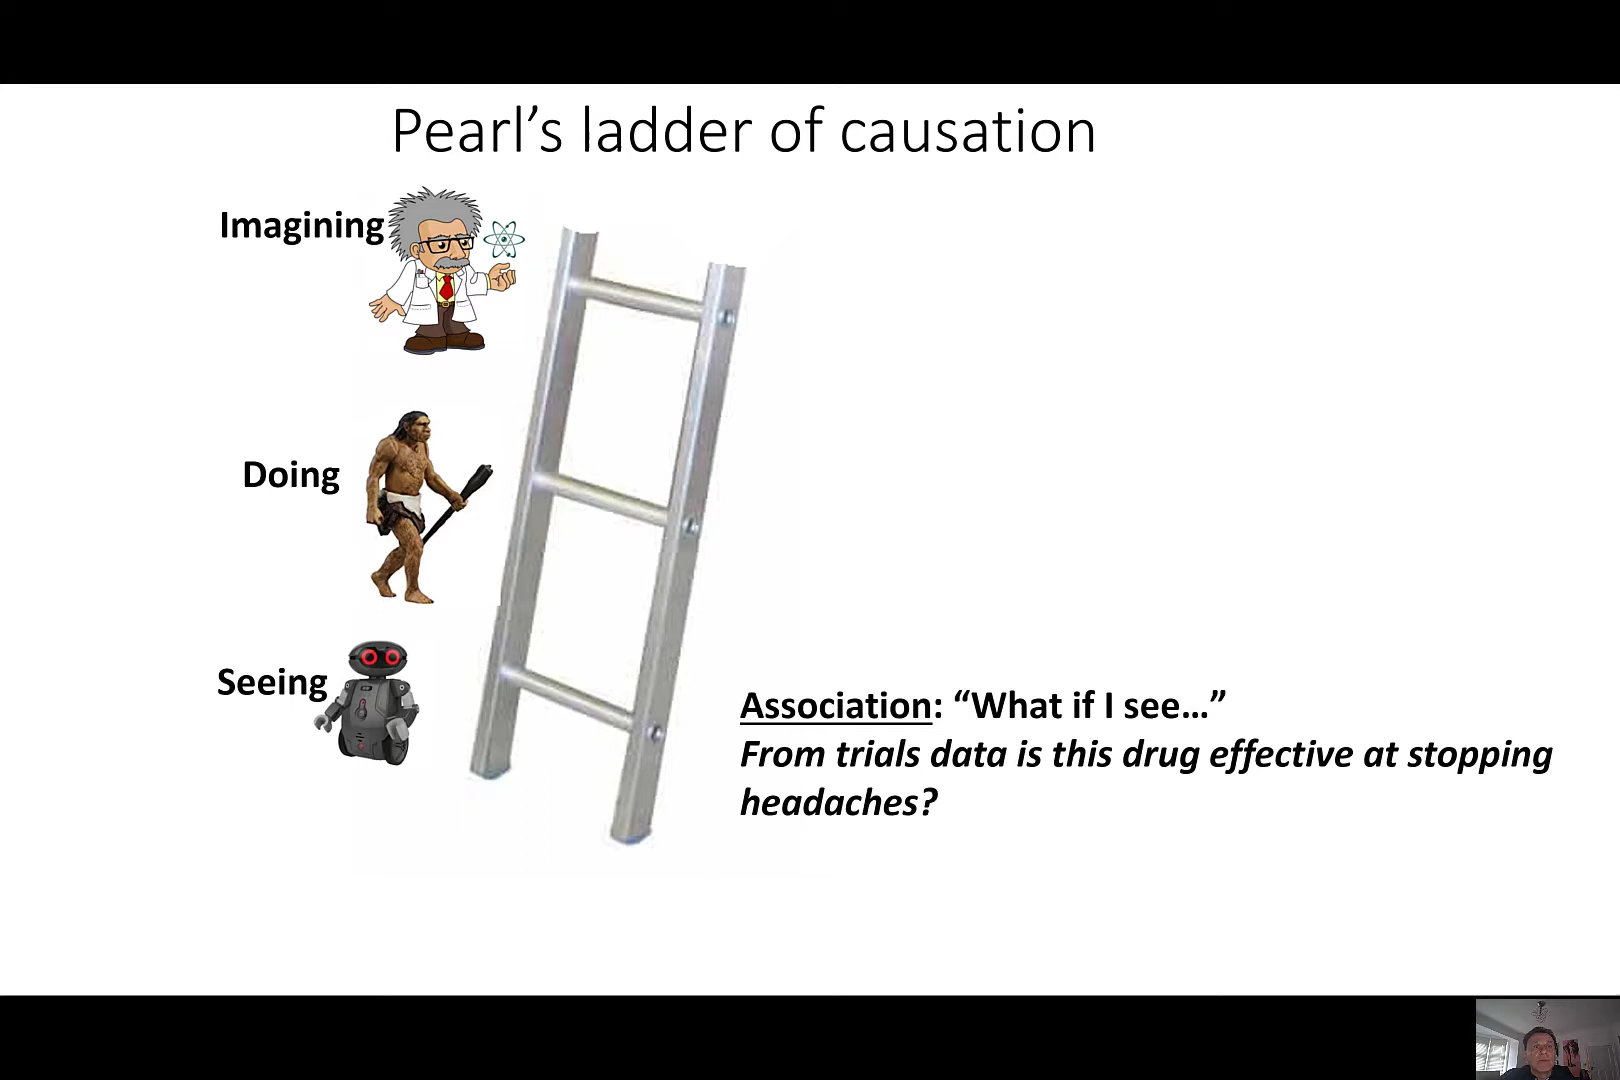 Pearl’s ladder of causation
Imagining
Doing
Seeing
Association: “What if I see…”
From trials data is this drug effective at stopping
headaches?